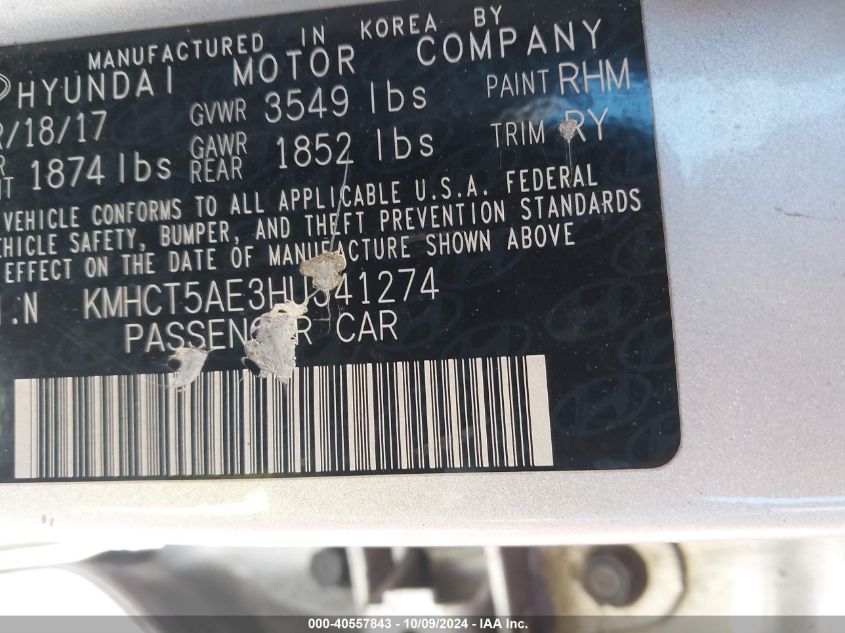 MANUFACTURED IN KOREA BY
HYUNDAI MOTOR COMPANY
/18/17 GVWR 3549 lbs PAINT RHM
1874 lbs GAWR REAR 1852 lbs TRIM RY
VEHICLE CONFORMS TO ALL APPLICABLE U.S.A. FEDERAL
VEHICLE SAFETY, BUMPER, AND THEFT PREVENTION STANDARDS
EFFECT ON THE DATE OF MANUFACTURE SHOWN ABOVE
.N KMHCT5AE3HU341274
PASSENGER CAR
000-40557843 - 10/09/2024 - IAA Inc.